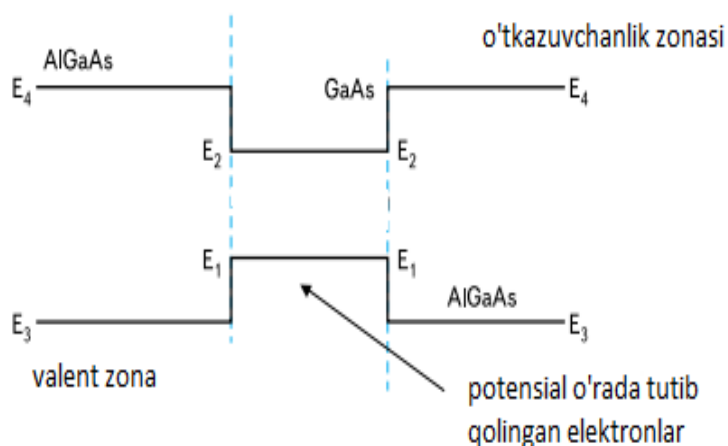 o'tkazuvchanlik zonasi
AlGaAs
E4 GaAs E4
E2 E2
E1 E1
AlGaAs
E3 E3
valent zona
potensial o'rada tutib
qolingan elektronlar